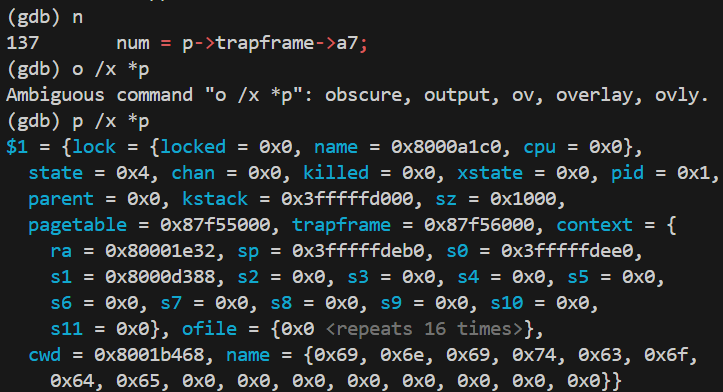 (gdb) n
137         num = p->trapframe->a7;
(gdb) o /x *p
Ambiguous command "o /x *p": obscure, output, ov, overlay, ovly.
(gdb) p /x *p
$1 = {lock = {locked = 0x0, name = 0x8000a1c0, cpu = 0x0},
  state = 0x4, chan = 0x0, killed = 0x0, xstate = 0x0, pid = 0x1,
  parent = 0x0, kstack = 0x3fffffd000, sz = 0x1000,
  pagetable = 0x87f55000, trapframe = 0x87f56000, context = {
    ra = 0x80001e32, sp = 0x3fffffdeb0, s0 = 0x3fffffdee0,
    s1 = 0x8000d388, s2 = 0x0, s3 = 0x0, s4 = 0x0, s5 = 0x0,
    s6 = 0x0, s7 = 0x0, s8 = 0x0, s9 = 0x0, s10 = 0x0,
    s11 = 0x0}, ofile = {0x0 <repeats 16 times>},
  cwd = 0x8001b468, name = {0x69, 0x6e, 0x69, 0x74, 0x63, 0x6f,
    0x64, 0x65, 0x0, 0x0, 0x0, 0x0, 0x0, 0x0, 0x0, 0x0}}